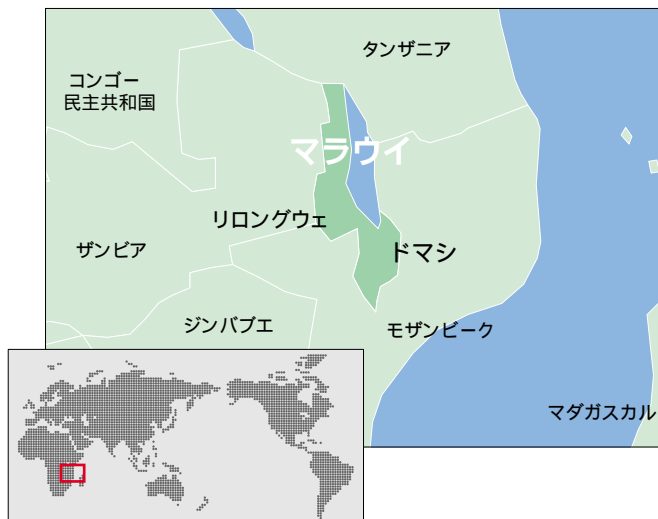 タンザニア
コンゴー
民主共和国
マラウイ
リロングウェ
ザンビア
ドマシ
ジンバブエ
モザンビーク
マダガスカル